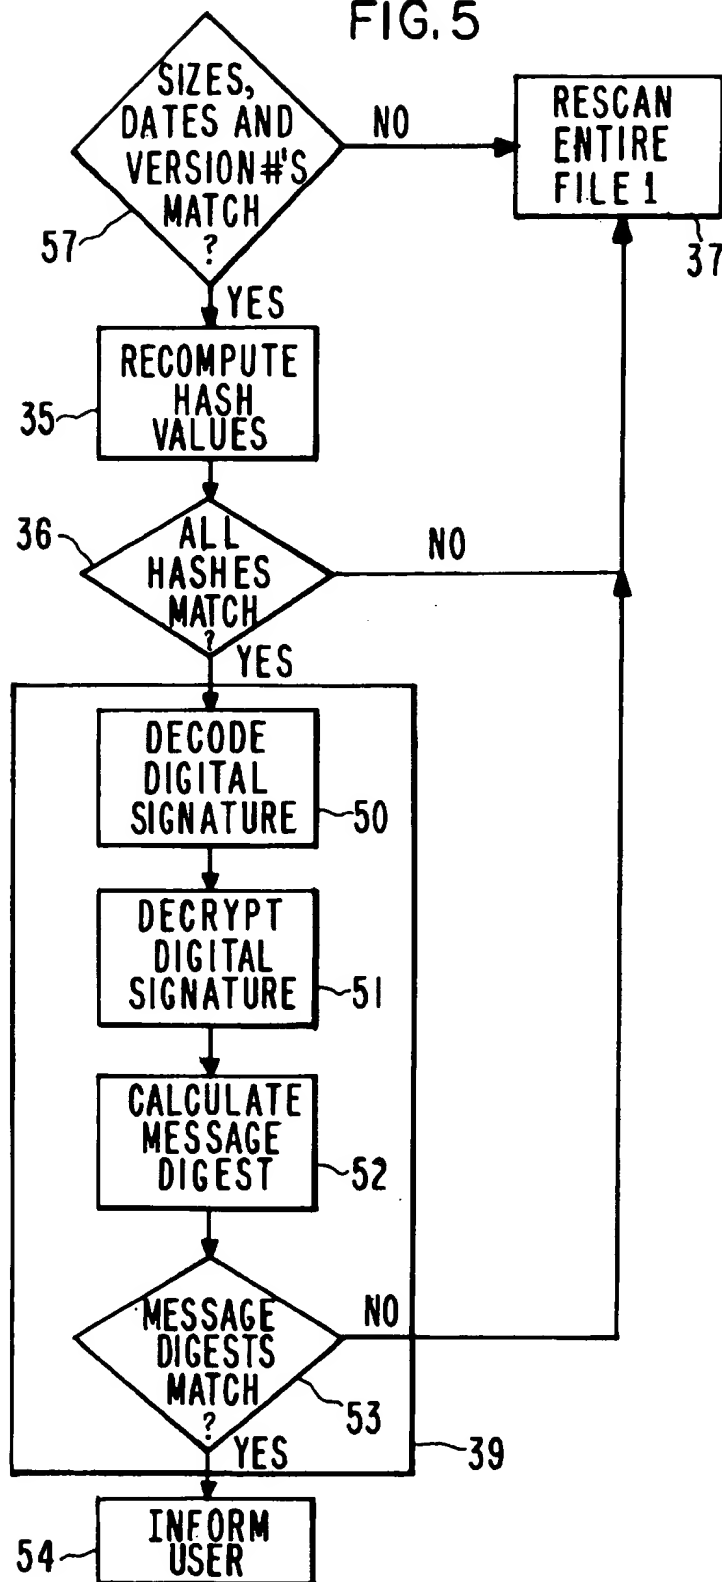 FIG. 5
SIZES,
DATES AND
VERSION #'S
MATCH
?
57
NO
RESCAN
ENTIRE
FILE 1
37
YES
RECOMPUTE
HASH
VALUES
35
36
ALL
HASHES
MATCH
?
NO
YES
DECODE
DIGITAL
SIGNATURE
50
DECRYPT
DIGITAL
SIGNATURE
51
CALCULATE
MESSAGE
DIGEST
52
MESSAGE
DIGESTS
MATCH
?
NO
53
YES
39
INFORM
USER
54